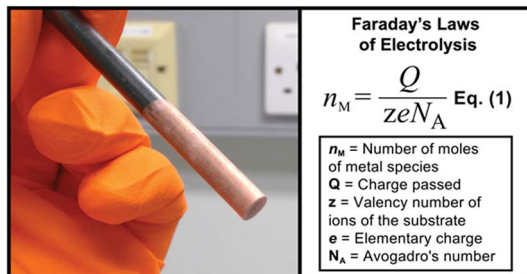 Faraday's Laws
of Electrolysis
n_M = Q / zeN_A Eq. (1)
n_M = Number of moles
of metal species
Q = Charge passed
z = Valency number of
ions of the substrate
e = Elementary charge
N_A = Avogadro's number